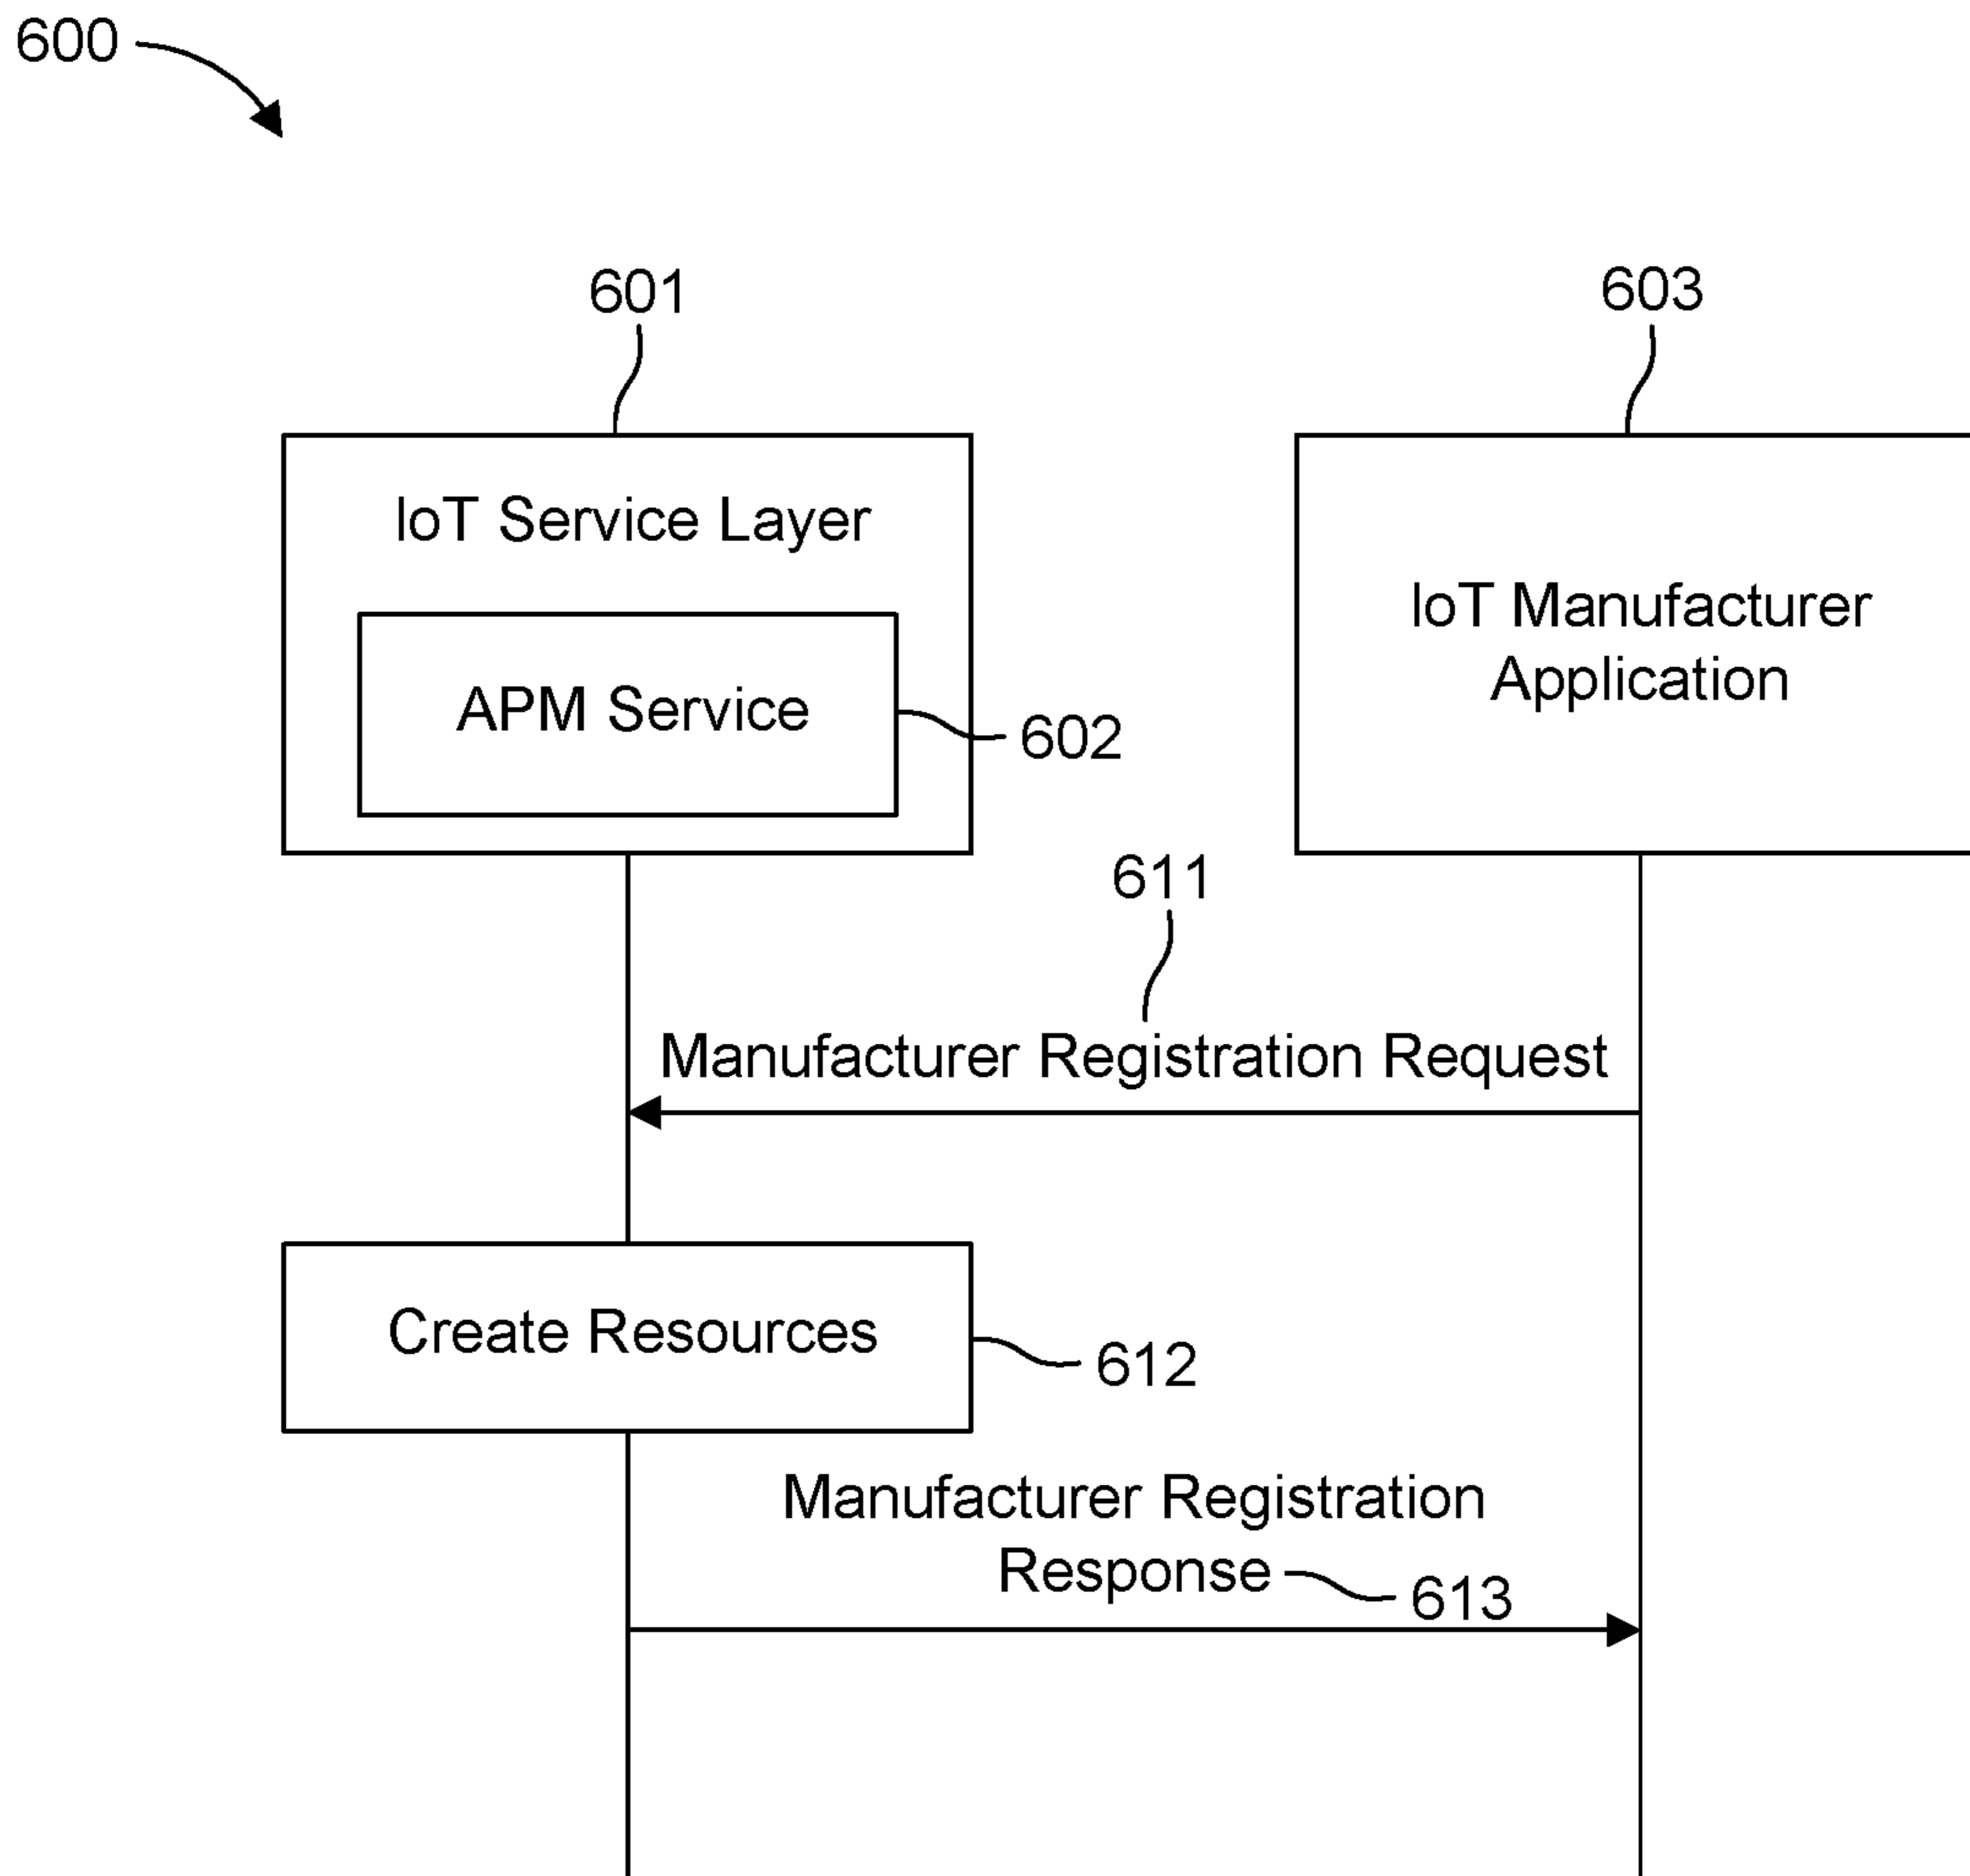 600
601
603
IoT Service Layer
IoT Manufacturer
Application
APM Service
602
611
Manufacturer Registration Request
Create Resources
612
Manufacturer Registration
Response
613